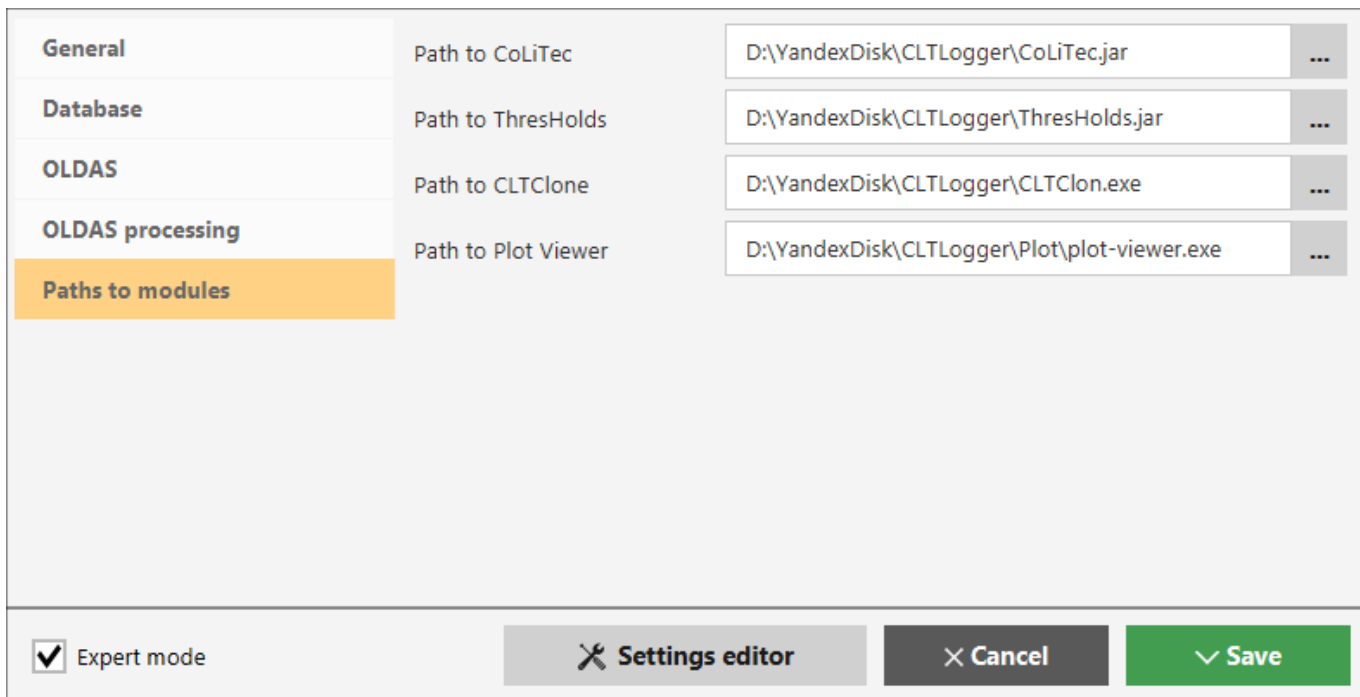 General
Database
OLDAS
OLDAS processing
Paths to modules
Path to CoLiTec D:\YandexDisk\CLTLogger\CoLiTec.jar ...
Path to ThresHolds D:\YandexDisk\CLTLogger\ThresHolds.jar ...
Path to CLTClone D:\YandexDisk\CLTLogger\CLTClon.exe ...
Path to Plot Viewer D:\YandexDisk\CLTLogger\Plot\plot-viewer.exe ...
Expert mode Settings editor Cancel Save